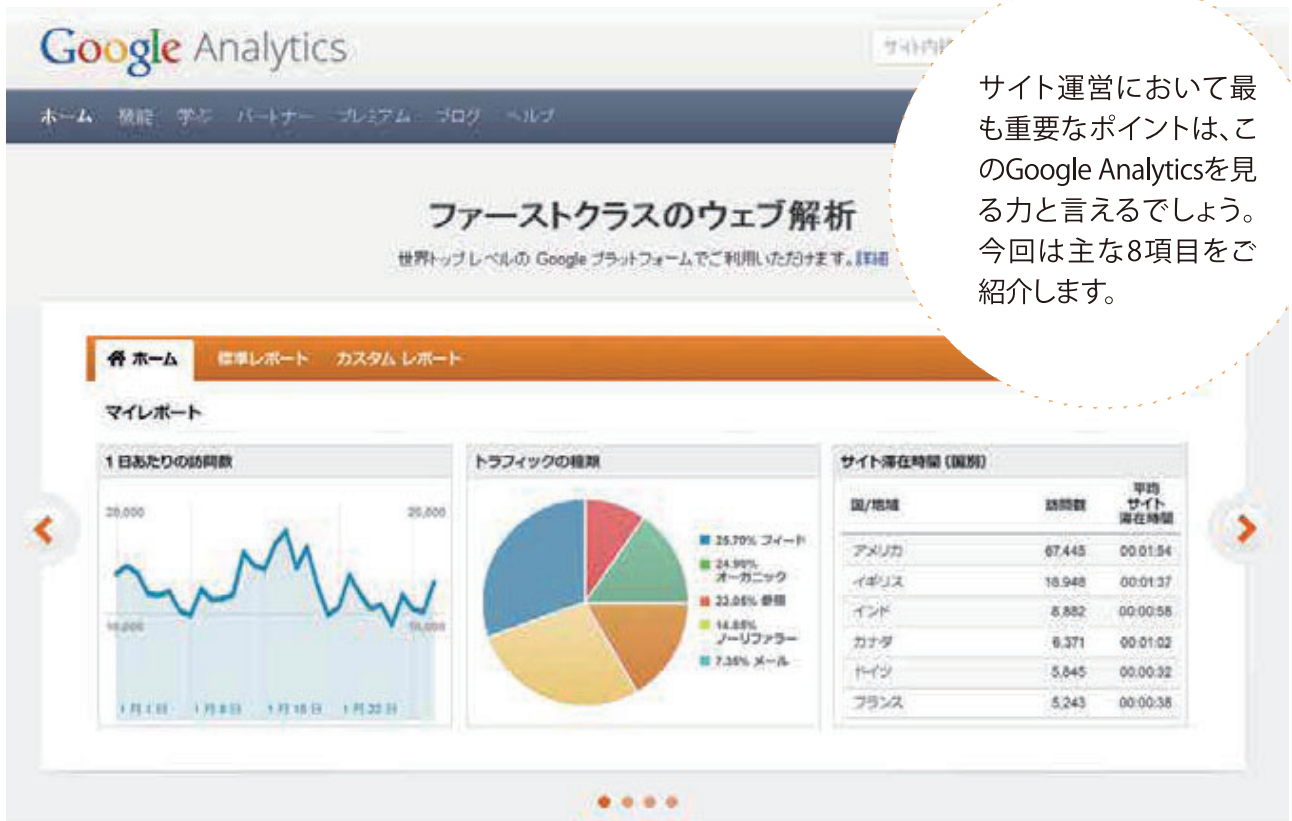 Google Analytics
サイト内検
ホーム 機能 学ぶ パートナー プレミアム ブログ ヘルプ
サイト運営において最
も重要なポイントは、こ
のGoogle Analyticsを見
る力と言えるでしょう。
今回は主な8項目をご
紹介します。
ファーストクラスのウェブ解析
世界トップレベルの Google プラットフォームでご利用いただけます。詳細
ホーム 標準レポート カスタム レポート
マイレポート
1 日あたりの訪問数
20,000 20,000
10,000 10,000
1月1日 1月8日 1月15日 1月22日
トラフィックの種類
25.70% フィード
24.90%
オーガニック
23.05% 参照
14.85%
ノーリファラー
7.35% メール
サイト滞在時間 (国別)
国/地域 訪問数 平均
サイト
滞在時間
アメリカ 67,445 00:01:54
イギリス 16,948 00:01:37
インド 8,882 00:00:58
カナダ 6,371 00:01:02
ドイツ 5,845 00:00:32
フランス 5,243 00:00:38